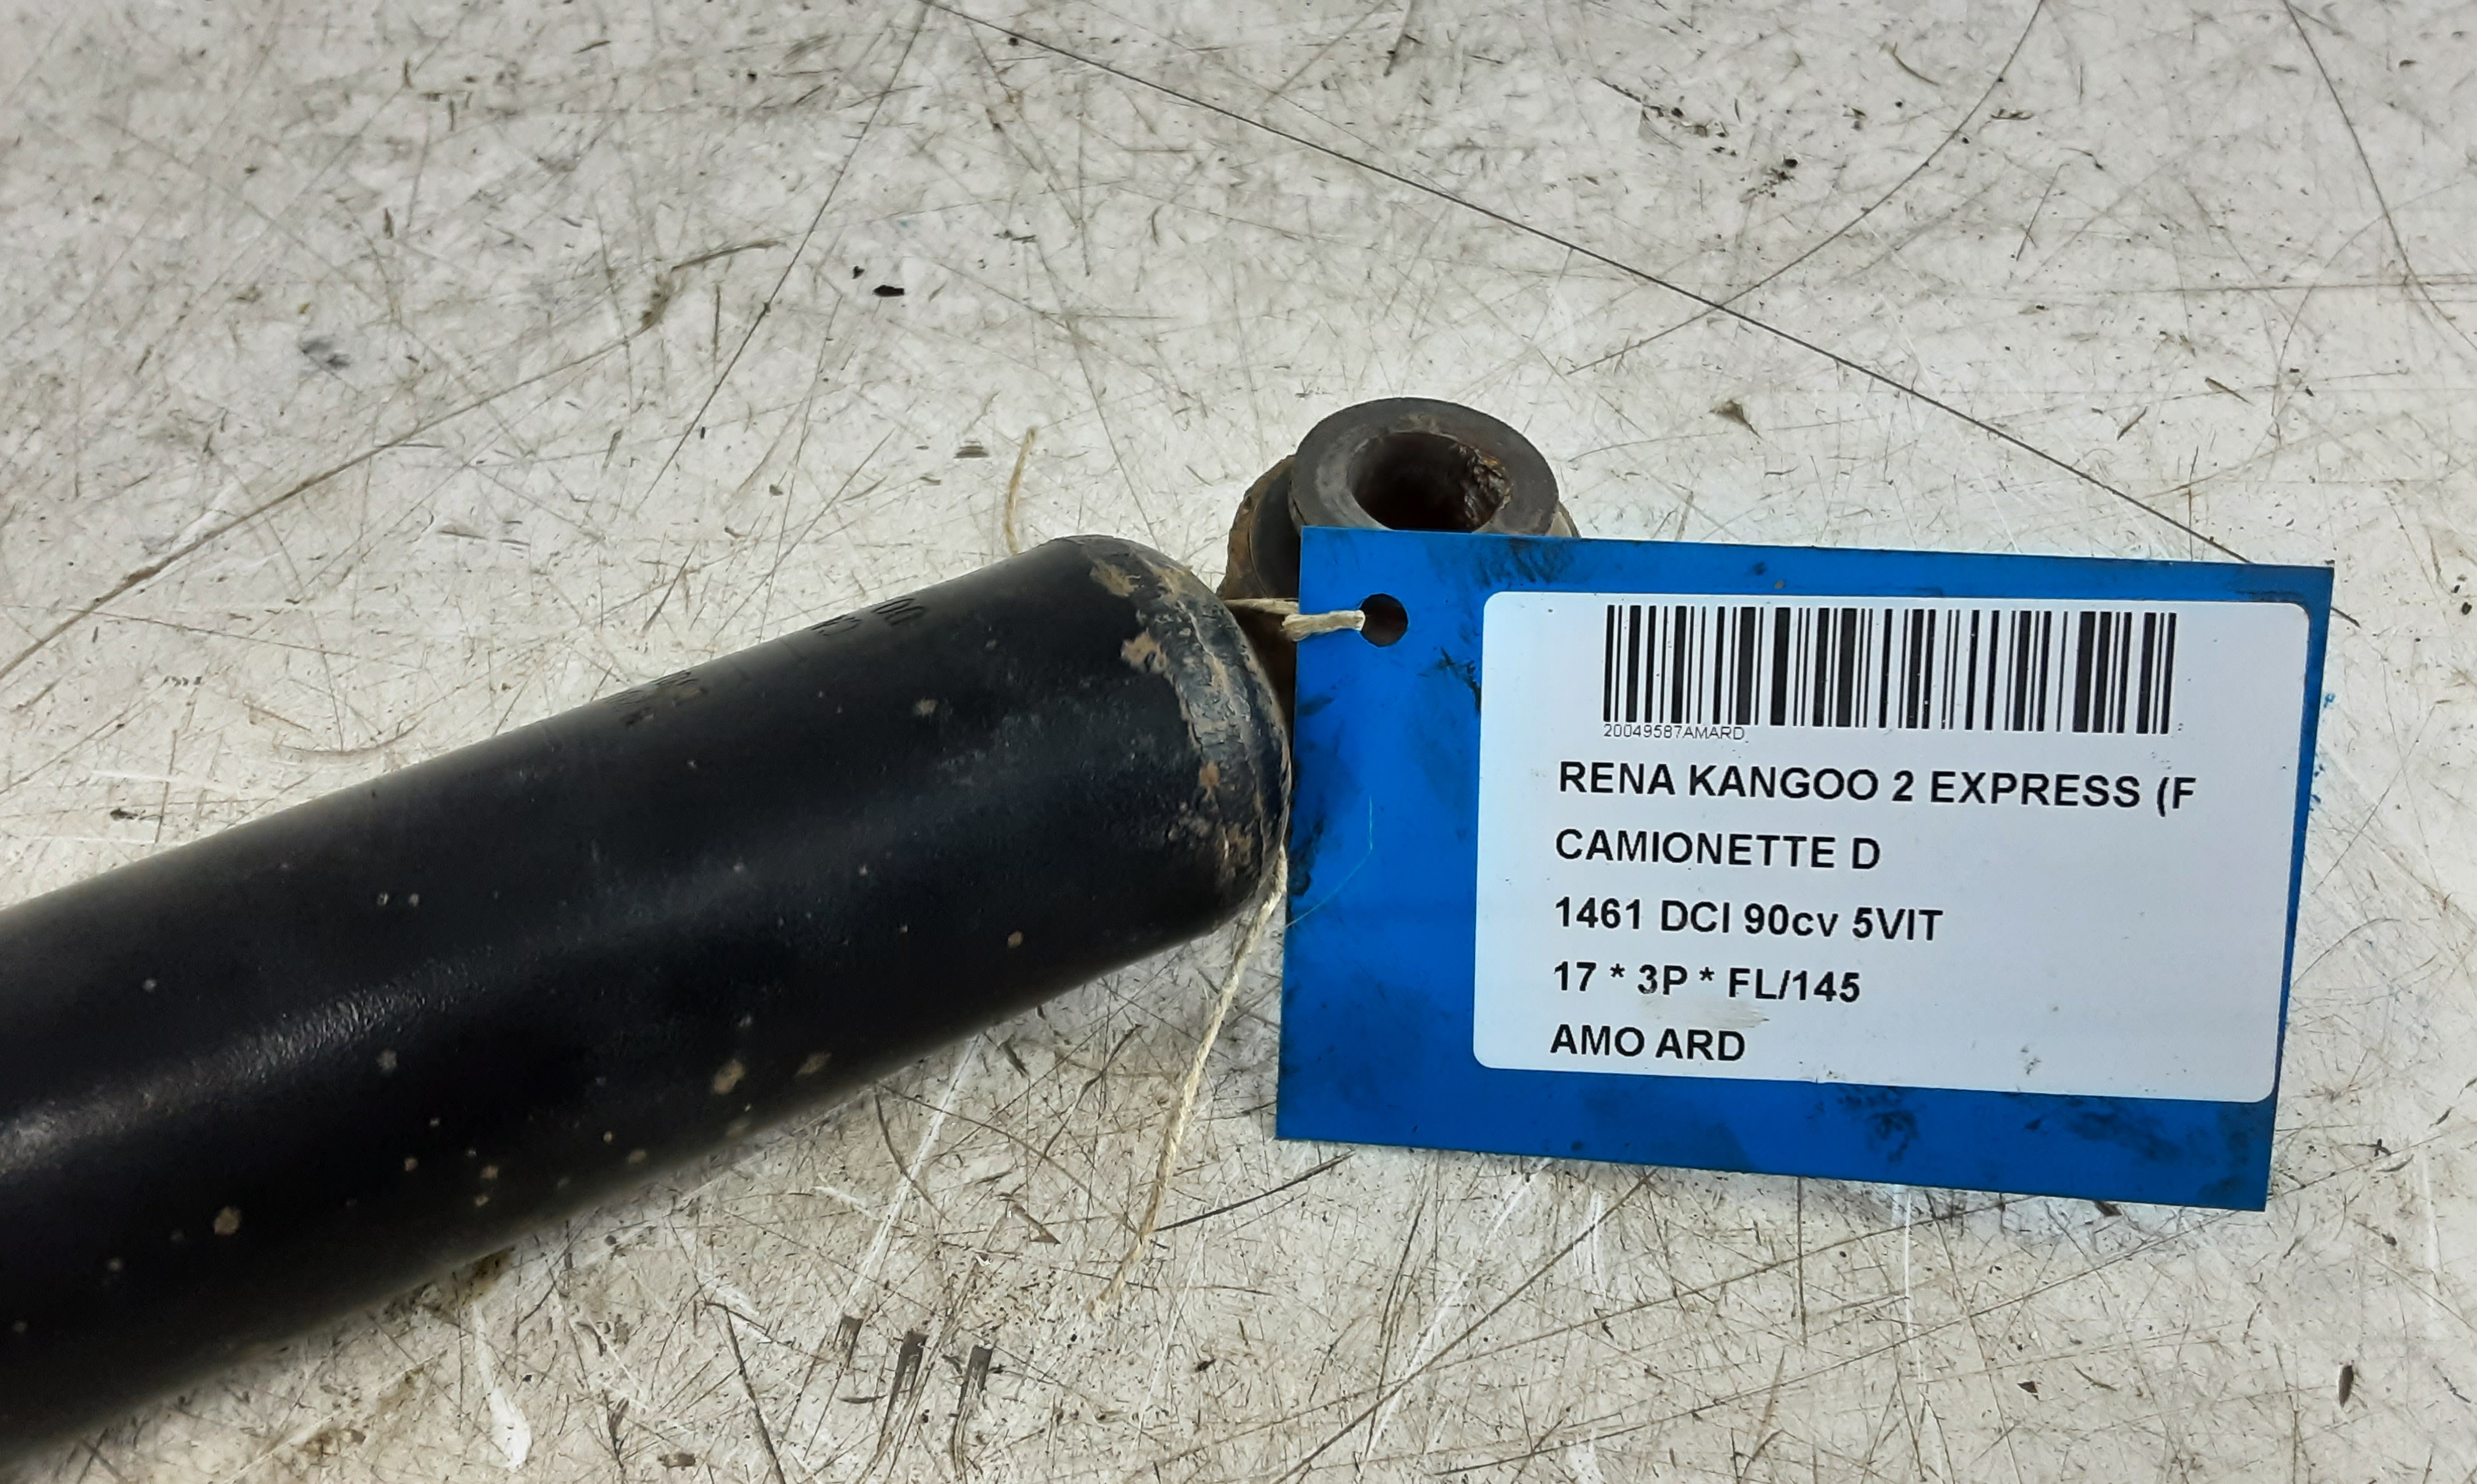 20049587AMARD
RENA KANGOO 2 EXPRESS (F
CAMIONETTE D
1461 DCI 90cv 5VIT
17 * 3P * FL/145
AMO ARD